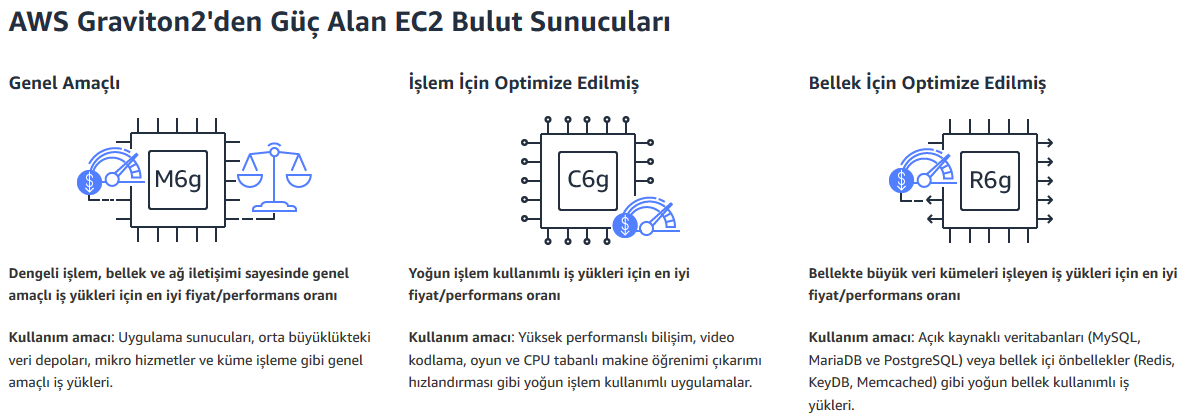 AWS Graviton2'den Güç Alan EC2 Bulut Sunucuları
Genel Amaçlı
M6g
Dengeli işlem, bellek ve ağ iletişimi sayesinde genel
amaçlı iş yükleri için en iyi fiyat/performans oranı
Kullanım amacı: Uygulama sunucuları, orta büyüklükteki
veri depoları, mikro hizmetler ve küme işleme gibi genel
amaçlı iş yükleri.
İşlem İçin Optimize Edilmiş
C6g
Yoğun işlem kullanımlı iş yükleri için en iyi
fiyat/performans oranı
Kullanım amacı: Yüksek performanslı bilişim, video
kodlama, oyun ve CPU tabanlı makine öğrenimi çıkarımı
hızlandırması gibi yoğun işlem kullanımlı uygulamalar.
Bellek İçin Optimize Edilmiş
R6g
Bellekte büyük veri kümeleri işleyen iş yükleri için en iyi
fiyat/performans oranı
Kullanım amacı: Açık kaynaklı veritabanları (MySQL,
MariaDB ve PostgreSQL) veya bellek içi önbellekler (Redis,
KeyDB, Memcached) gibi yoğun bellek kullanımlı iş
yükleri.